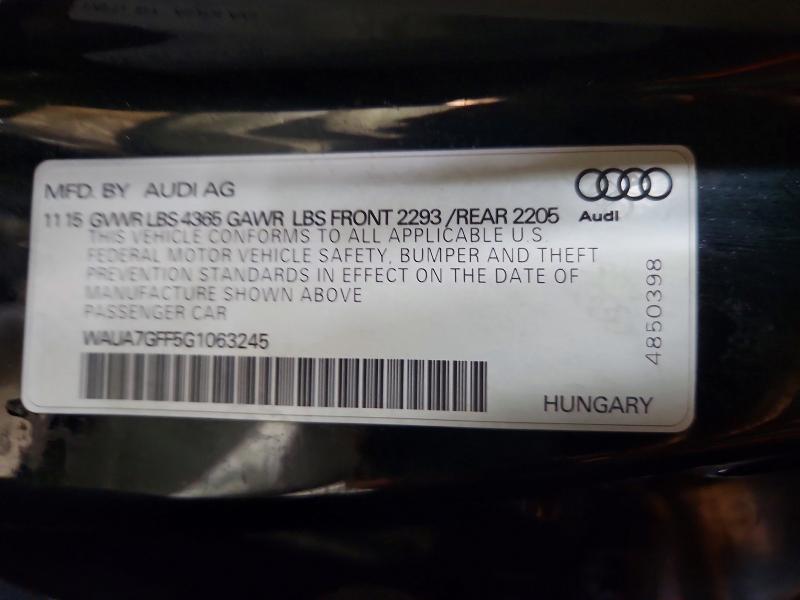 MFD. BY AUDI AG
11 15 GVWR LBS 4365 GAWR LBS FRONT 2293 /REAR 2205
Audi
THIS VEHICLE CONFORMS TO ALL APPLICABLE U.S.
FEDERAL MOTOR VEHICLE SAFETY, BUMPER AND THEFT
PREVENTION STANDARDS IN EFFECT ON THE DATE OF
MANUFACTURE SHOWN ABOVE
PASSENGER CAR
WAUA7GFF5G1063245
4850398
HUNGARY